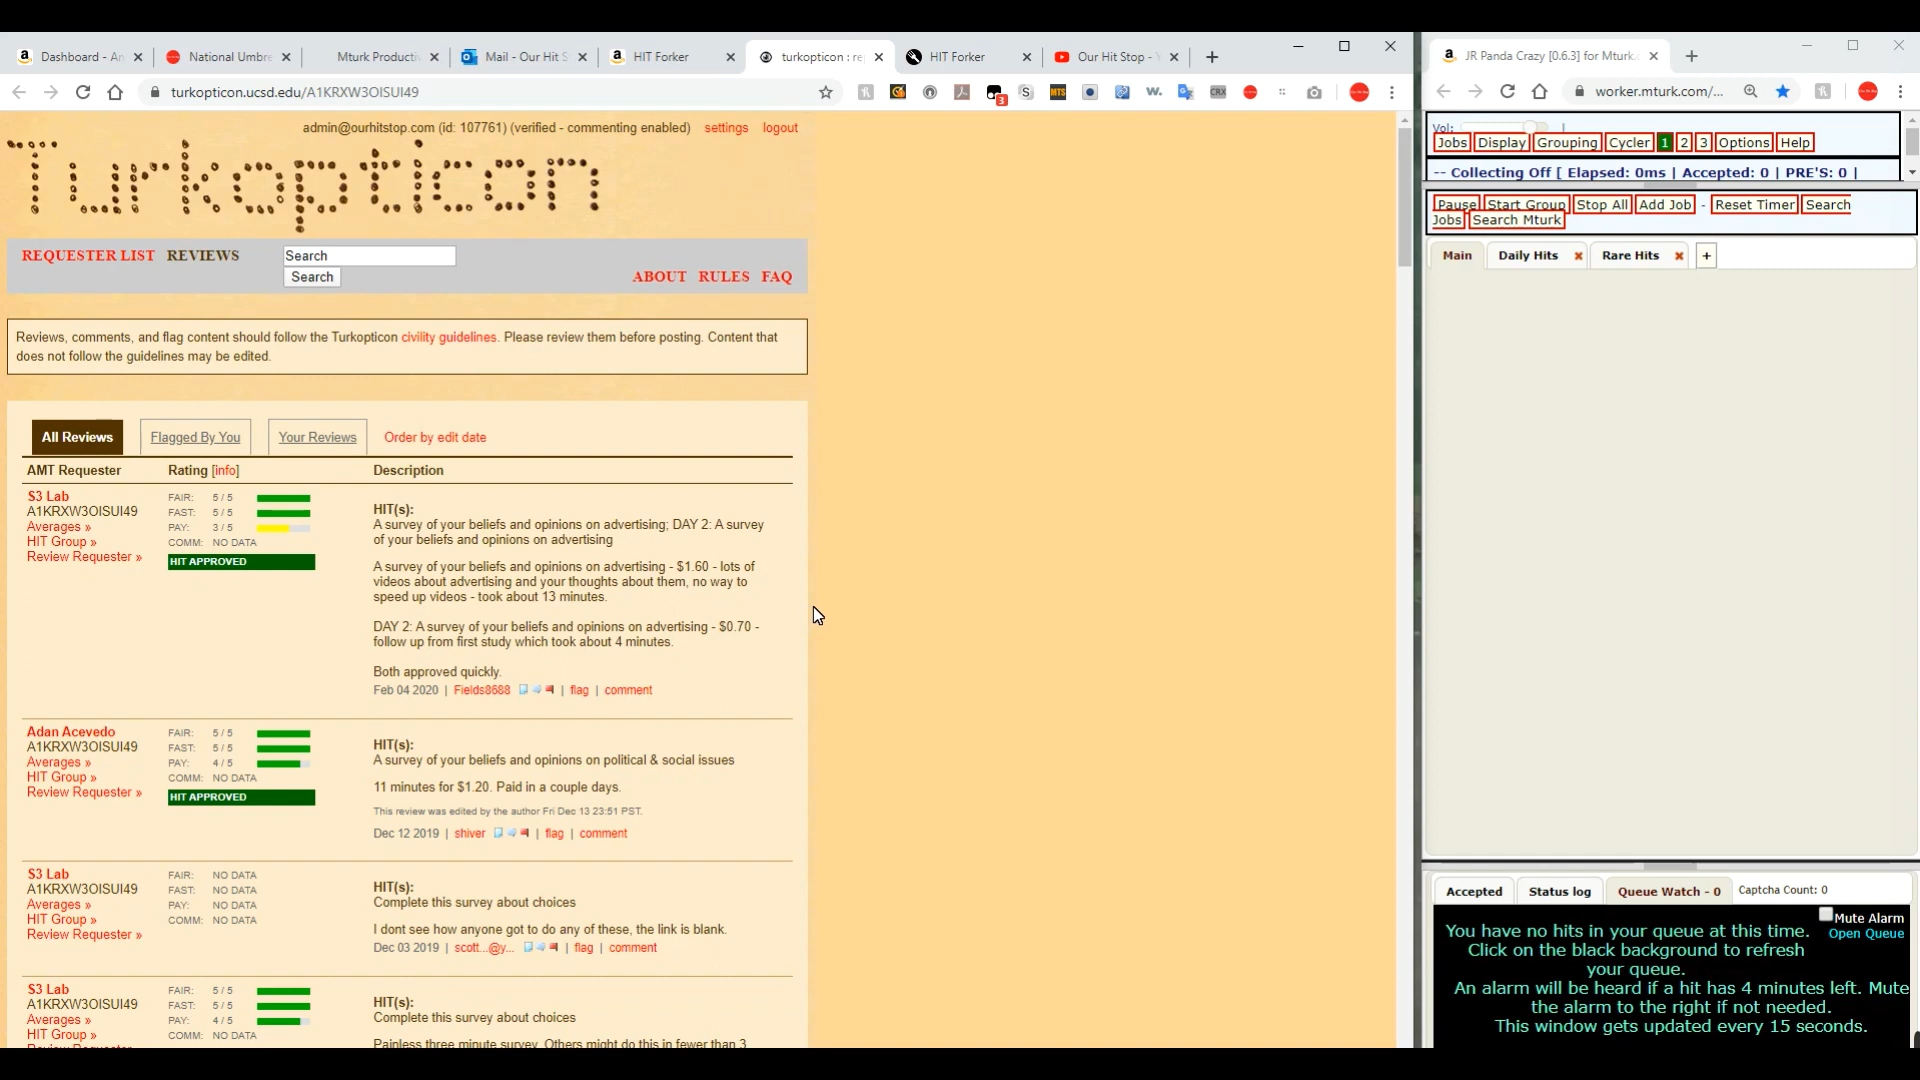 Dashboard - An
National Umbre
Mturk Producti
Mail - Our Hit S
HIT Forker
turkopticon : re
HIT Forker
Our Hit Stop - Y
JR Panda Crazy [0.6.3] for Mturk.
turkopticon.ucsd.edu/A1KRXW3OISUI49
worker.mturk.com/...
admin@ourhitstop.com (id: 107761) (verified - commenting enabled) settings logout
Turkopticon
REQUESTER LIST REVIEWS
Search
Search
ABOUT RULES FAQ
Reviews, comments, and flag content should follow the Turkopticon civility guidelines. Please review them before posting. Content that
does not follow the guidelines may be edited.
All Reviews Flagged By You Your Reviews Order by edit date
AMT Requester Rating [info] Description
S3 Lab
A1KRXW3OISUI49
Averages »
HIT Group »
Review Requester »
FAIR: 5 / 5
FAST: 5 / 5
PAY: 3 / 5
COMM: NO DATA
HIT APPROVED
HIT(s):
A survey of your beliefs and opinions on advertising; DAY 2: A survey
of your beliefs and opinions on advertising
A survey of your beliefs and opinions on advertising - $1.60 - lots of
videos about advertising and your thoughts about them, no way to
speed up videos - took about 13 minutes.
DAY 2: A survey of your beliefs and opinions on advertising - $0.70 -
follow up from first study which took about 4 minutes.
Both approved quickly.
Feb 04 2020 | Fields8688 | flag | comment
Adan Acevedo
A1KRXW3OISUI49
Averages »
HIT Group »
Review Requester »
FAIR: 5 / 5
FAST: 5 / 5
PAY: 4 / 5
COMM: NO DATA
HIT APPROVED
HIT(s):
A survey of your beliefs and opinions on political & social issues
11 minutes for $1.20. Paid in a couple days.
This review was edited by the author Fri Dec 13 23:51 PST.
Dec 12 2019 | shiver | flag | comment
S3 Lab
A1KRXW3OISUI49
Averages »
HIT Group »
Review Requester »
FAIR: NO DATA
FAST: NO DATA
PAY: NO DATA
COMM: NO DATA
HIT(s):
Complete this survey about choices
I dont see how anyone got to do any of these, the link is blank.
Dec 03 2019 | scott...@y... | flag | comment
S3 Lab
A1KRXW3OISUI49
Averages »
HIT Group »
FAIR: 5 / 5
FAST: 5 / 5
PAY: 4 / 5
COMM: NO DATA
HIT(s):
Complete this survey about choices
Painless three minute survey. Others might do this in fewer than 3
Vol:
Jobs Display Grouping Cycler 1 2 3 Options Help
-- Collecting Off [ Elapsed: 0ms | Accepted: 0 | PRE'S: 0 |
Pause Start Group Stop All Add Job - Reset Timer Search
Jobs Search Mturk
Main Daily Hits × Rare Hits × +
Accepted Status log Queue Watch - 0 Captcha Count: 0
Mute Alarm
Open Queue
You have no hits in your queue at this time.
Click on the black background to refresh
your queue.
An alarm will be heard if a hit has 4 minutes left. Mute
the alarm to the right if not needed.
This window gets updated every 15 seconds.